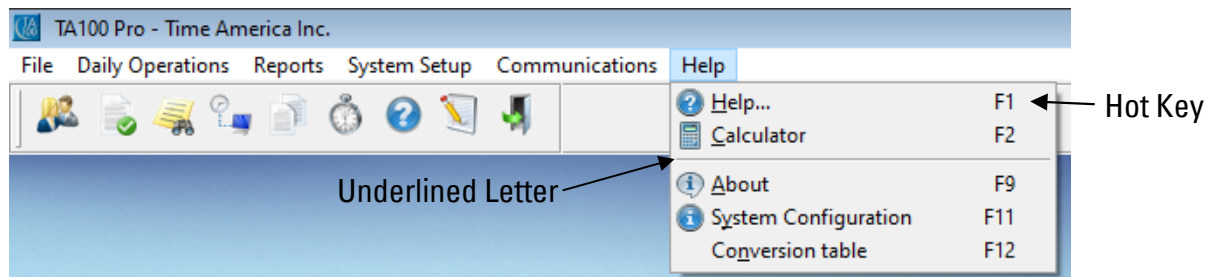 TA100 Pro - Time America Inc.
File Daily Operations Reports System Setup Communications Help
Help... F1
Hot Key
Calculator F2
Underlined Letter
About F9
System Configuration F11
Conversion table F12